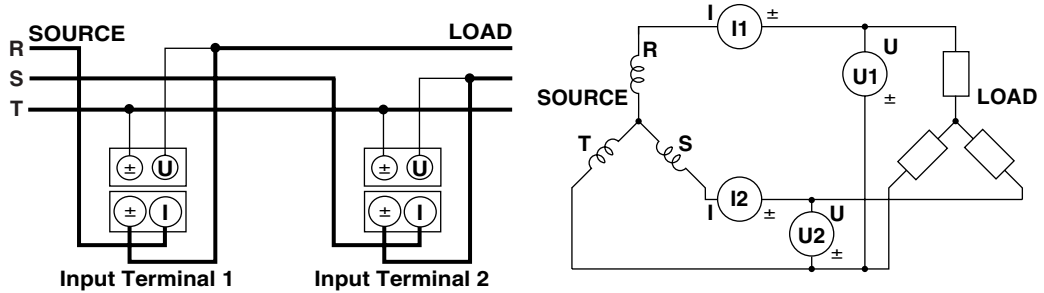 SOURCE
LOAD
R
S
T
± U ± U
± I ± I
Input Terminal 1
Input Terminal 2
I I1 ±
R
U
U1
±
SOURCE
LOAD
T S
I I2 ±
U
U2
±